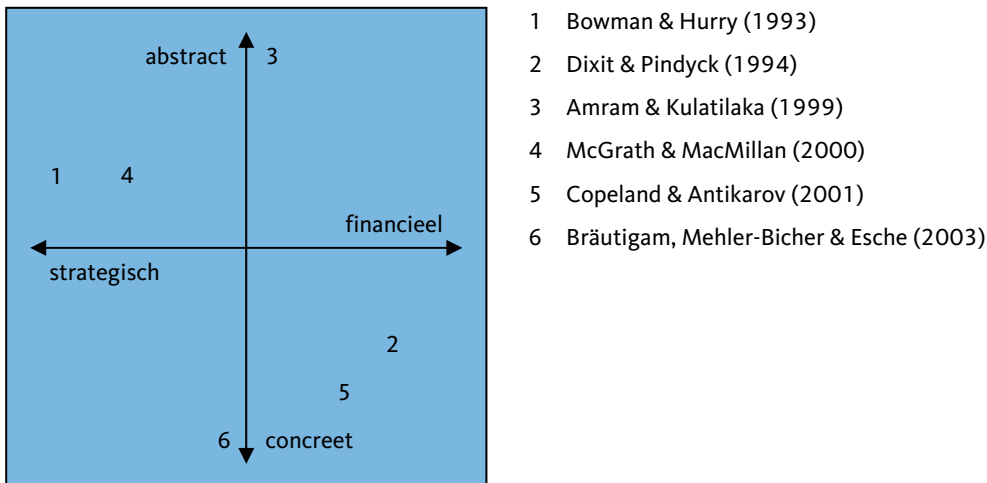 abstract 3
1 4
financieel
strategisch
2
5
6 concreet
1 Bowman & Hurry (1993)
2 Dixit & Pindyck (1994)
3 Amram & Kulatilaka (1999)
4 McGrath & MacMillan (2000)
5 Copeland & Antikarov (2001)
6 Bräutigam, Mehler-Bicher & Esche (2003)